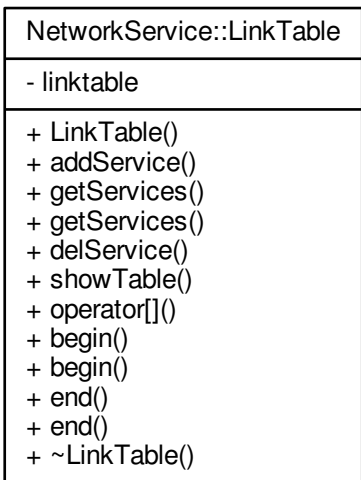 NetworkService::LinkTable
- linktable
+ LinkTable()
+ addService()
+ getServices()
+ getServices()
+ delService()
+ showTable()
+ operator[]()
+ begin()
+ begin()
+ end()
+ end()
+ ~LinkTable()